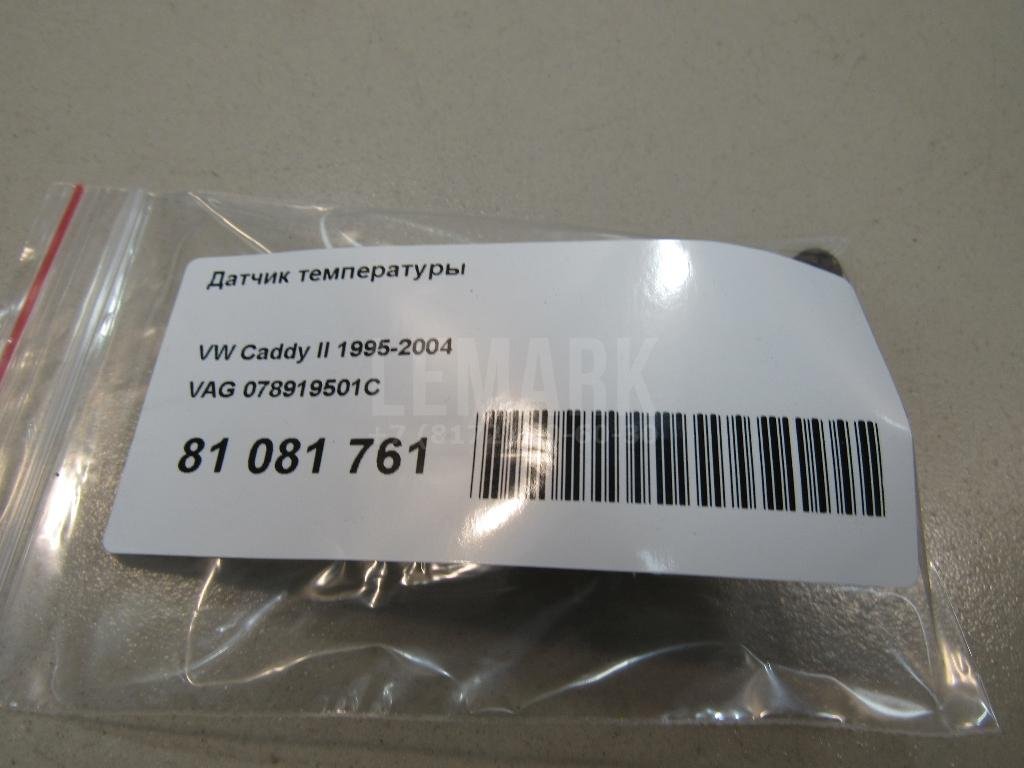 Датчик температуры
VW Caddy II 1995-2004
VAG 078919501C
LEMARK
81 081 761